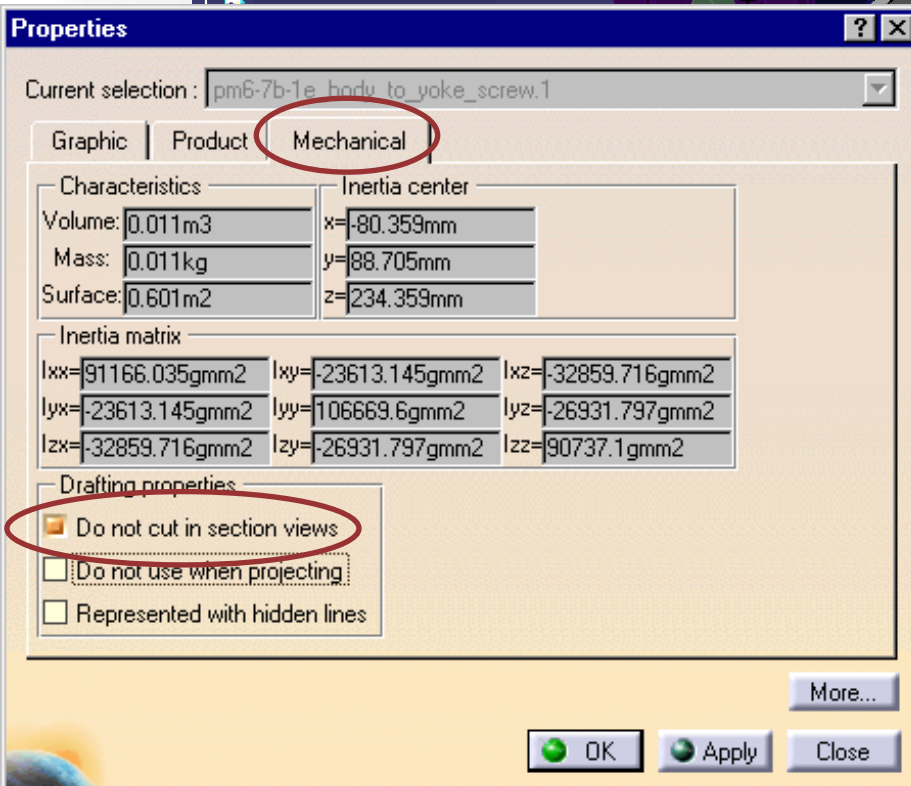 Properties
Current selection : pm6-7b-1e_body_to_yoke_screw.1
Graphic Product Mechanical
Characteristics Inertia center
Volume: 0.011m3 x= -80.359mm
Mass: 0.011kg y= 88.705mm
Surface: 0.601m2 z= 234.359mm
Inertia matrix
Ixx= 91166.035gmm2 Ixy= -23613.145gmm2 Ixz= -32859.716gmm2
Iyx= -23613.145gmm2 Iyy= 106669.6gmm2 Iyz= -26931.797gmm2
Izx= -32859.716gmm2 Izy= -26931.797gmm2 Izz= 90737.1gmm2
Drafting properties
Do not cut in section views
Do not use when projecting
Represented with hidden lines
More...
OK Apply Close